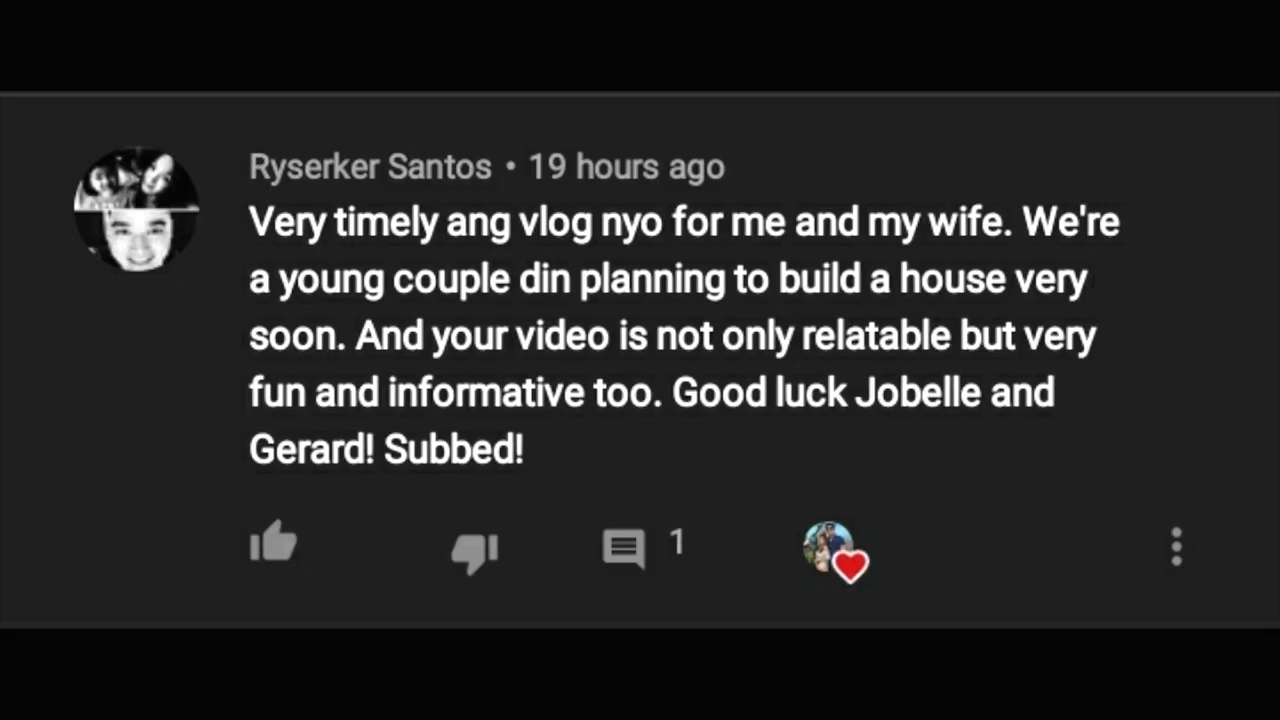 Ryserker Santos • 19 hours ago
Very timely ang vlog nyo for me and my wife. We're
a young couple din planning to build a house very
soon. And your video is not only relatable but very
fun and informative too. Good luck Jobelle and
Gerard! Subbed!
1